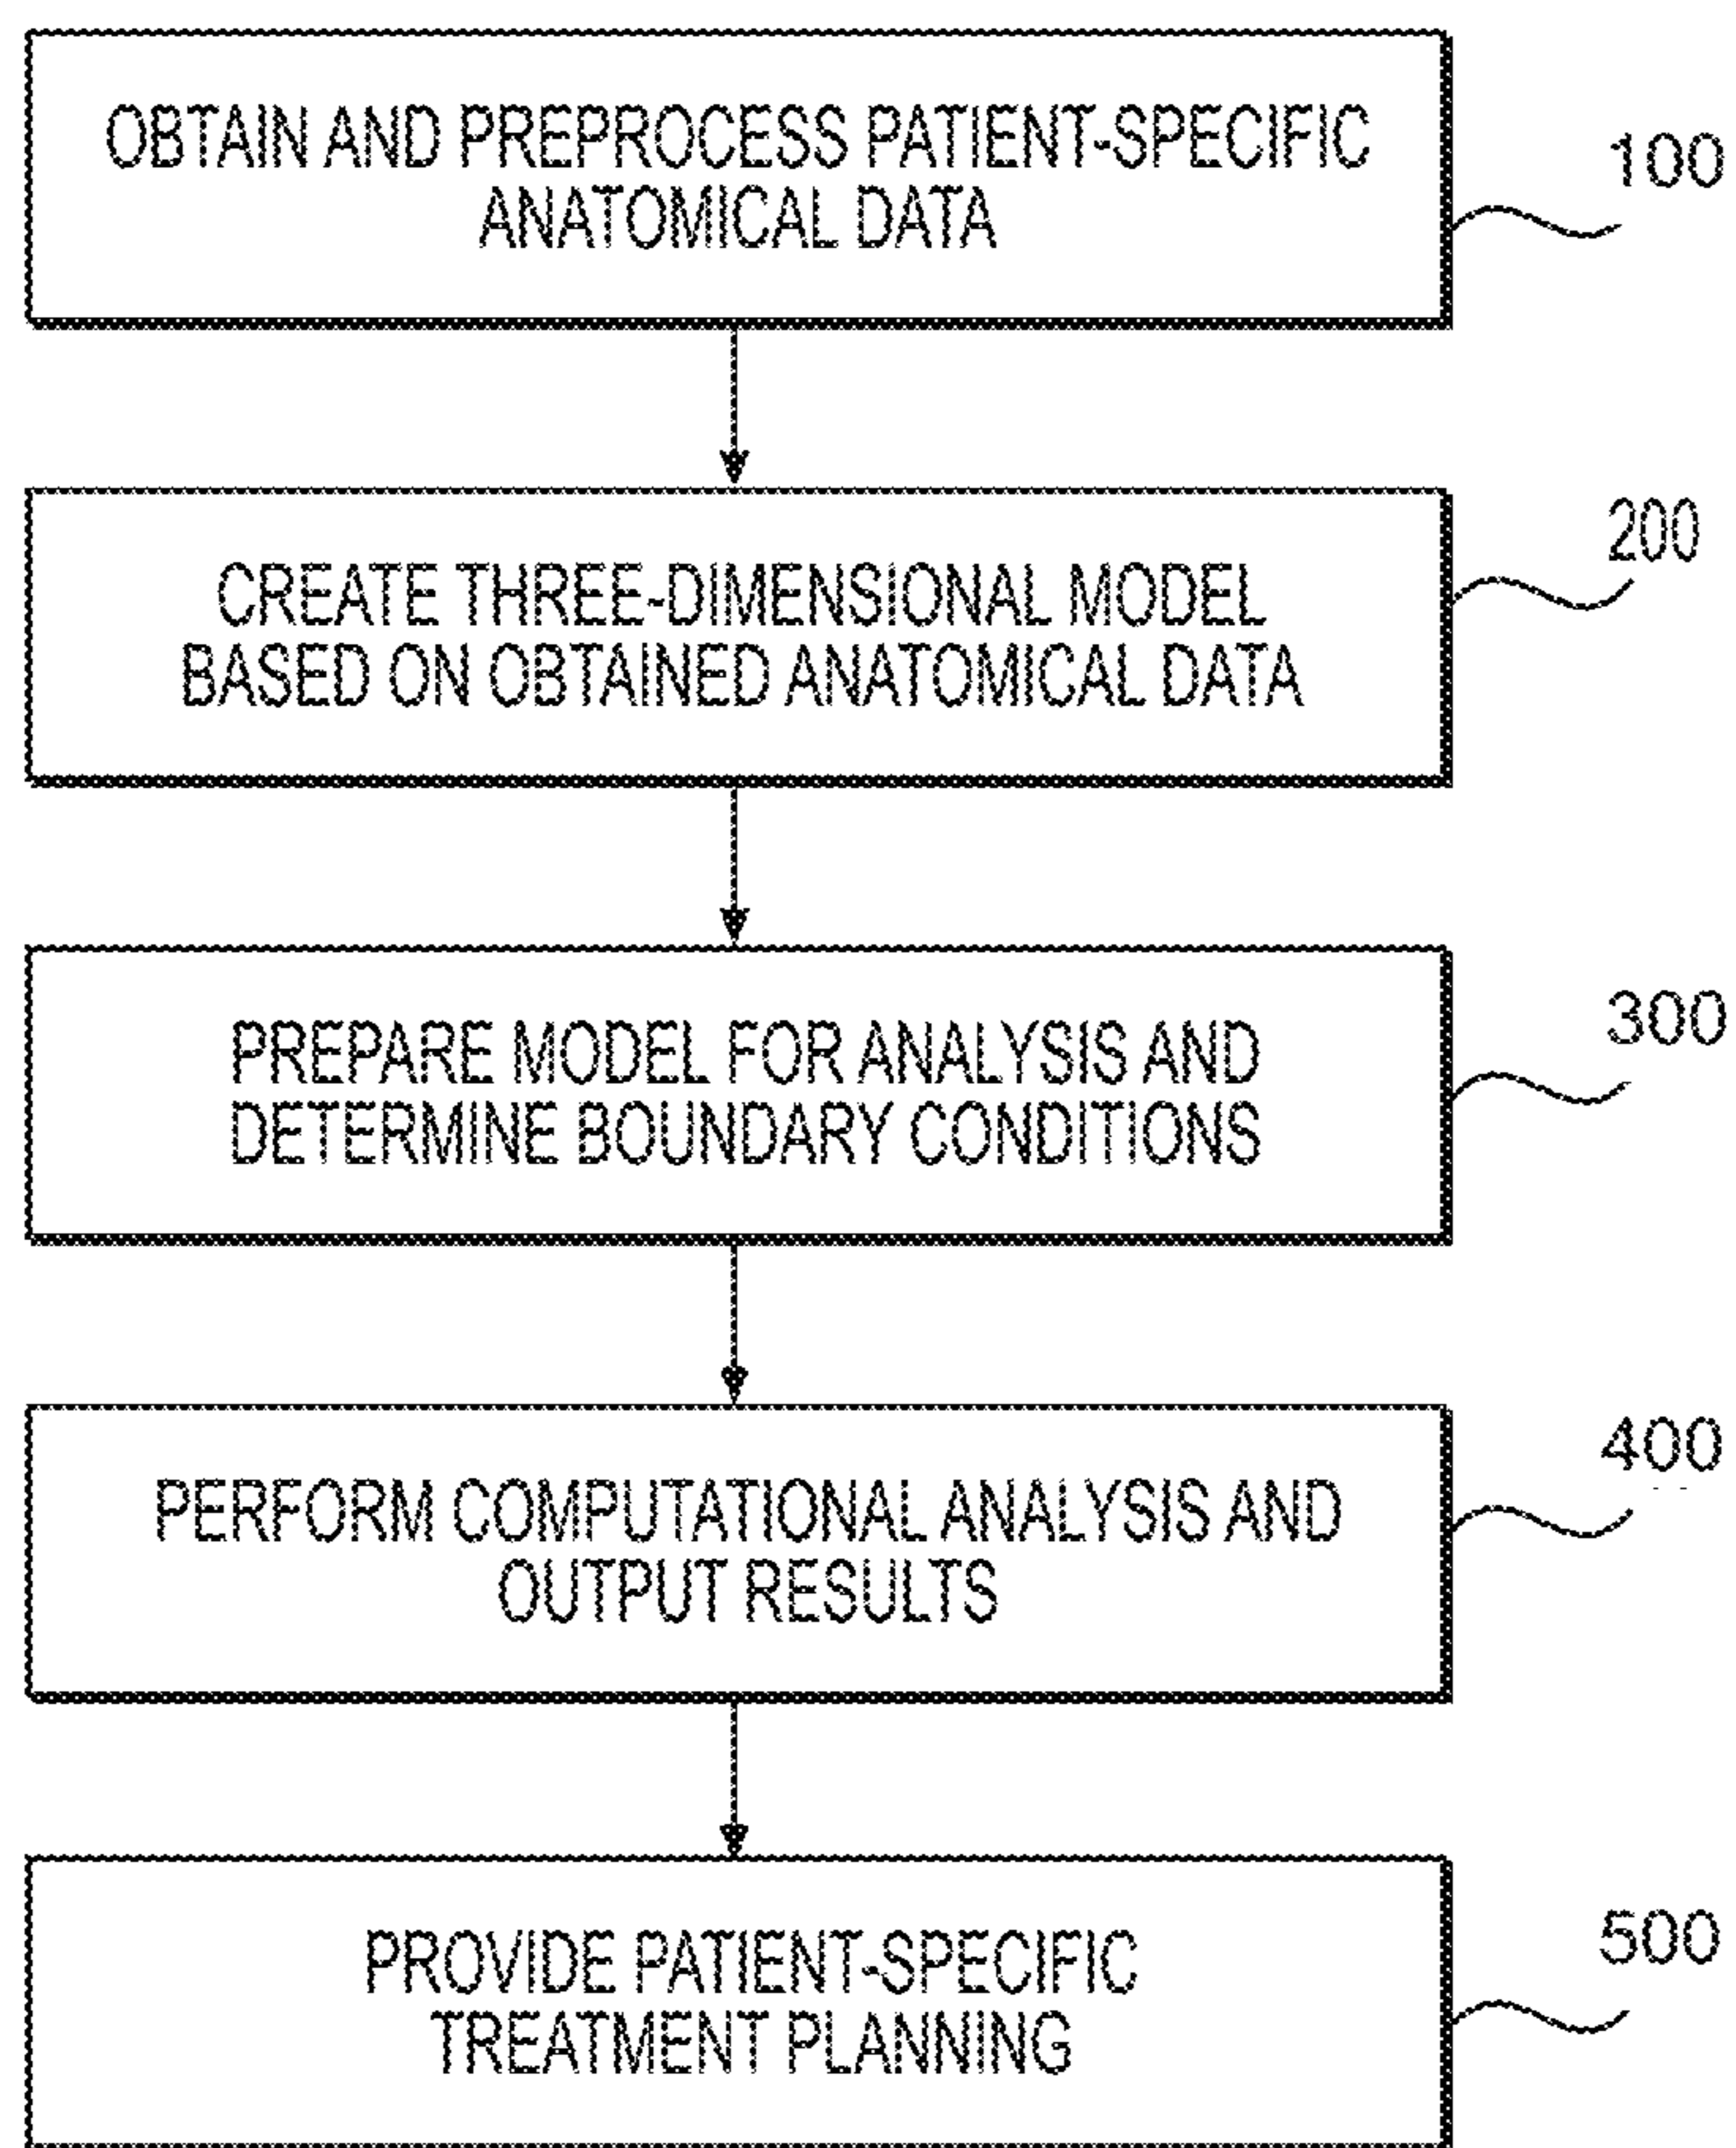 OBTAIN AND PREPROCESS PATIENT-SPECIFIC
ANATOMICAL DATA
100
CREATE THREE-DIMENSIONAL MODEL
BASED ON OBTAINED ANATOMICAL DATA
200
PREPARE MODEL FOR ANALYSIS AND
DETERMINE BOUNDARY CONDITIONS
300
PERFORM COMPUTATIONAL ANALYSIS AND
OUTPUT RESULTS
400
PROVIDE PATIENT-SPECIFIC
TREATMENT PLANNING
500